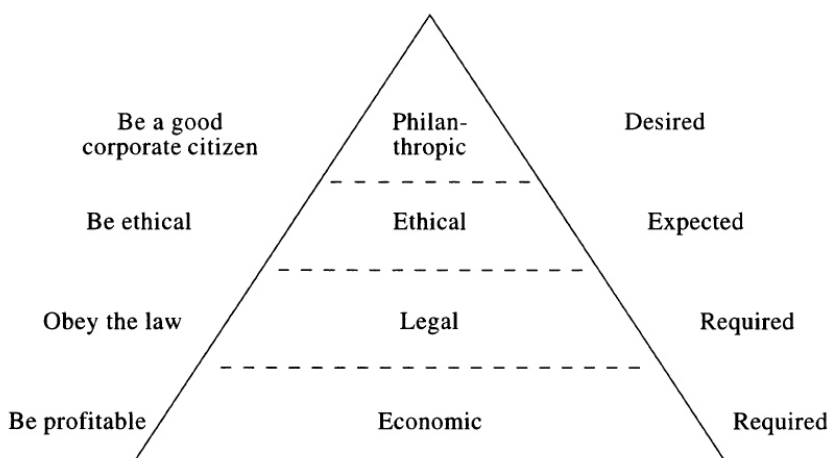 Be a good
corporate citizen
Philan-
thropic
Desired
Be ethical
Ethical
Expected
Obey the law
Legal
Required
Be profitable
Economic
Required